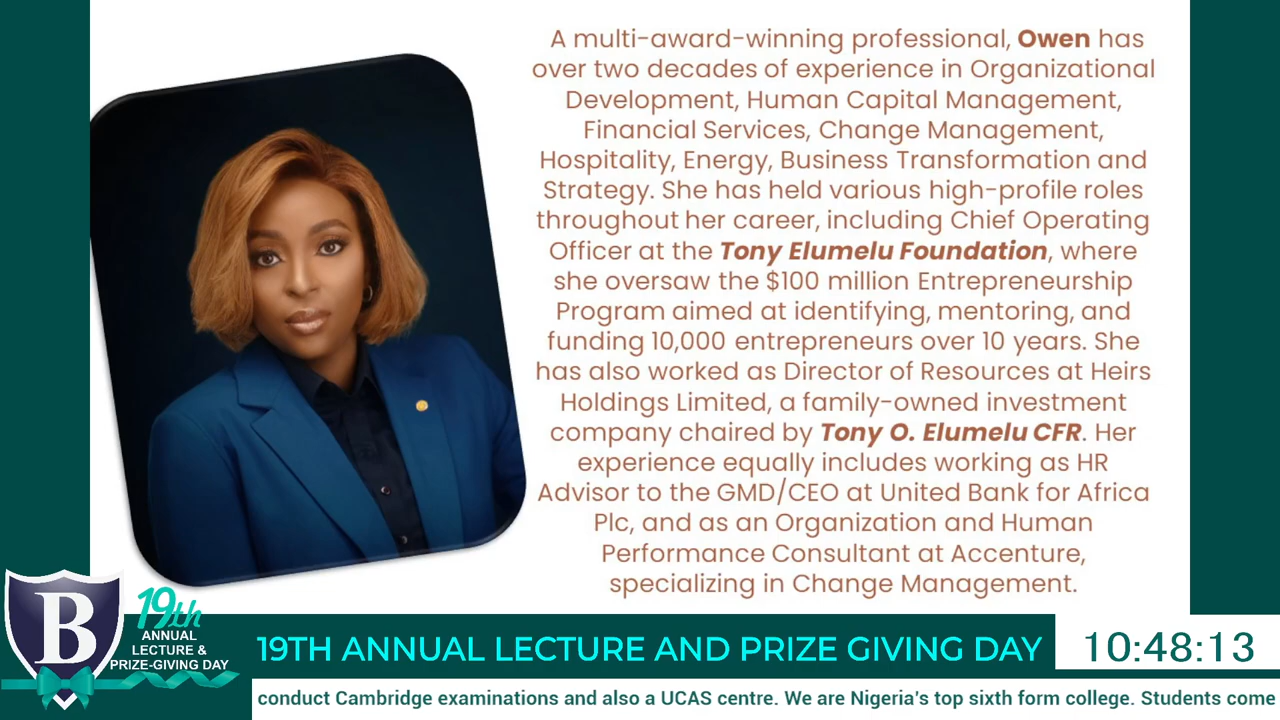 A multi-award-winning professional, Owen has
over two decades of experience in Organizational
Development, Human Capital Management,
Financial Services, Change Management,
Hospitality, Energy, Business Transformation and
Strategy. She has held various high-profile roles
throughout her career, including Chief Operating
Officer at the Tony Elumelu Foundation, where
she oversaw the $100 million Entrepreneurship
Program aimed at identifying, mentoring, and
funding 10,000 entrepreneurs over 10 years. She
has also worked as Director of Resources at Heirs
Holdings Limited, a family-owned investment
company chaired by Tony O. Elumelu CFR. Her
experience equally includes working as HR
Advisor to the GMD/CEO at United Bank for Africa
Plc, and as an Organization and Human
Performance Consultant at Accenture,
specializing in Change Management.
B
19th
ANNUAL
LECTURE &
PRIZE-GIVING DAY
19TH ANNUAL LECTURE AND PRIZE GIVING DAY
10:48:13
conduct Cambridge examinations and also a UCAS centre. We are Nigeria's top sixth form college. Students come